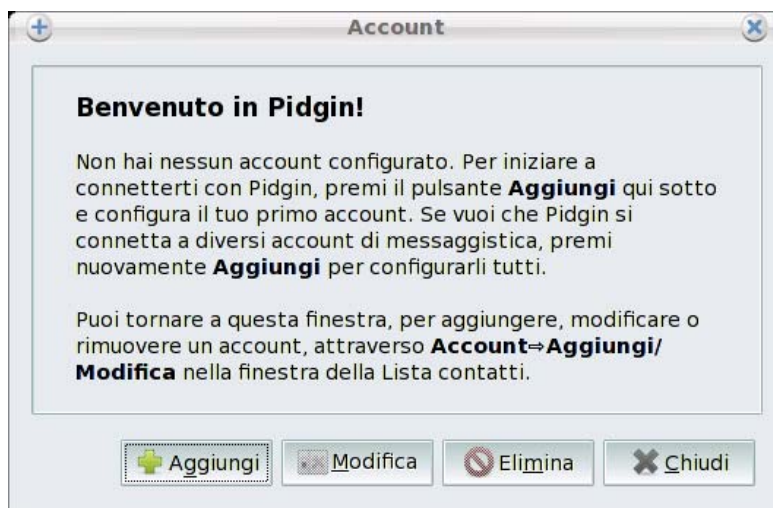 Account
Benvenuto in Pidgin!
Non hai nessun account configurato. Per iniziare a
connetterti con Pidgin, premi il pulsante Aggiungi qui sotto
e configura il tuo primo account. Se vuoi che Pidgin si
connetta a diversi account di messaggistica, premi
nuovamente Aggiungi per configurarli tutti.
Puoi tornare a questa finestra, per aggiungere, modificare o
rimuovere un account, attraverso Account⇨Aggiungi/
Modifica nella finestra della Lista contatti.
Aggiungi Modifica Elimina Chiudi